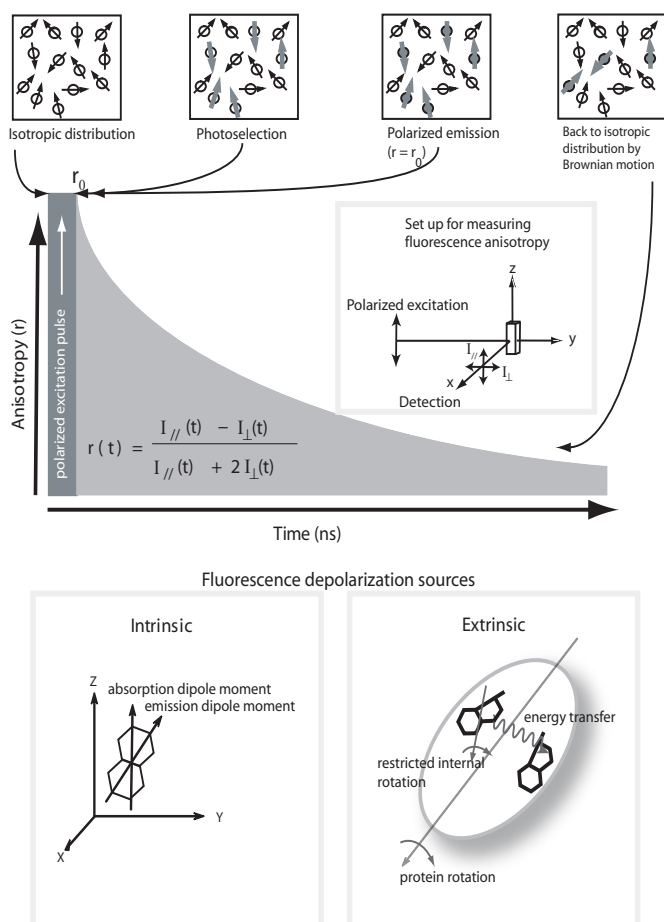 Isotropic distribution
Photoselection
Polarized emission
(r = r0)
Back to isotropic
distribution by
Brownian motion
r0
Anisotropy (r)
polarized excitation pulse
Set up for measuring
fluorescence anisotropy
z
Polarized excitation
y
I//
I⊥
x
Detection
r(t) = I//(t) - I⊥(t)
I//(t) + 2 I⊥(t)
Time (ns)
Fluorescence depolarization sources
Intrinsic
Z
absorption dipole moment
emission dipole moment
Y
X
Extrinsic
energy transfer
restricted internal
rotation
protein rotation